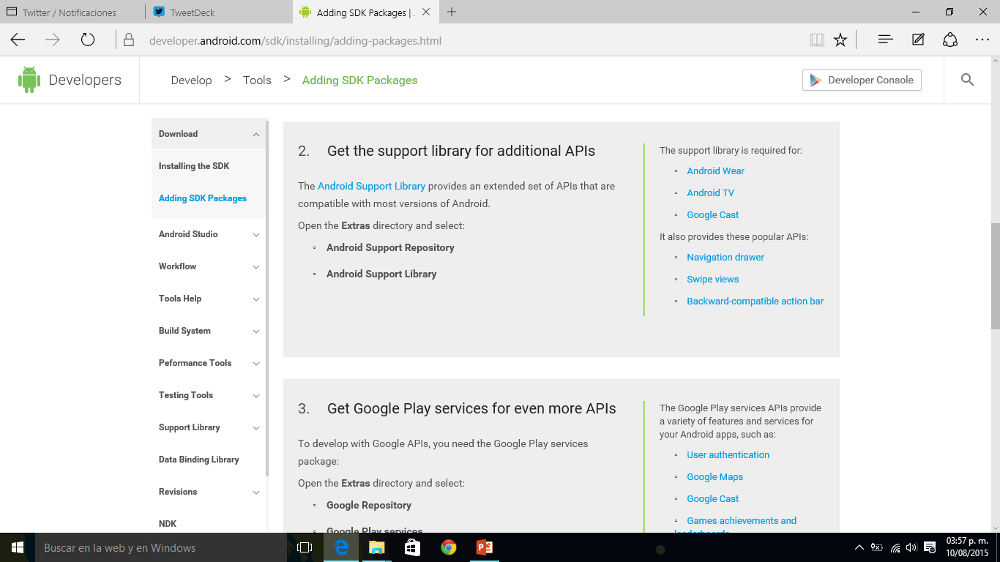 Twitter / Notificaciones
TweetDeck
Adding SDK Packages |
developer.android.com/sdk/installing/adding-packages.html
Developers
Develop > Tools > Adding SDK Packages
Developer Console
Download
Installing the SDK
Adding SDK Packages
Android Studio
Workflow
Tools Help
Build System
Peformance Tools
Testing Tools
Support Library
Data Binding Library
Revisions
NDK
2. Get the support library for additional APIs
The Android Support Library provides an extended set of APIs that are
compatible with most versions of Android.
Open the Extras directory and select:
Android Support Repository
Android Support Library
The support library is required for:
Android Wear
Android TV
Google Cast
It also provides these popular APIs:
Navigation drawer
Swipe views
Backward-compatible action bar
3. Get Google Play services for even more APIs
To develop with Google APIs, you need the Google Play services
package:
Open the Extras directory and select:
Google Repository
Google Play services
The Google Play services APIs provide
a variety of features and services for
your Android apps, such as:
User authentication
Google Maps
Google Cast
Games achievements and
leaderboards
Buscar en la web y en Windows
03:57 p. m.
10/08/2015